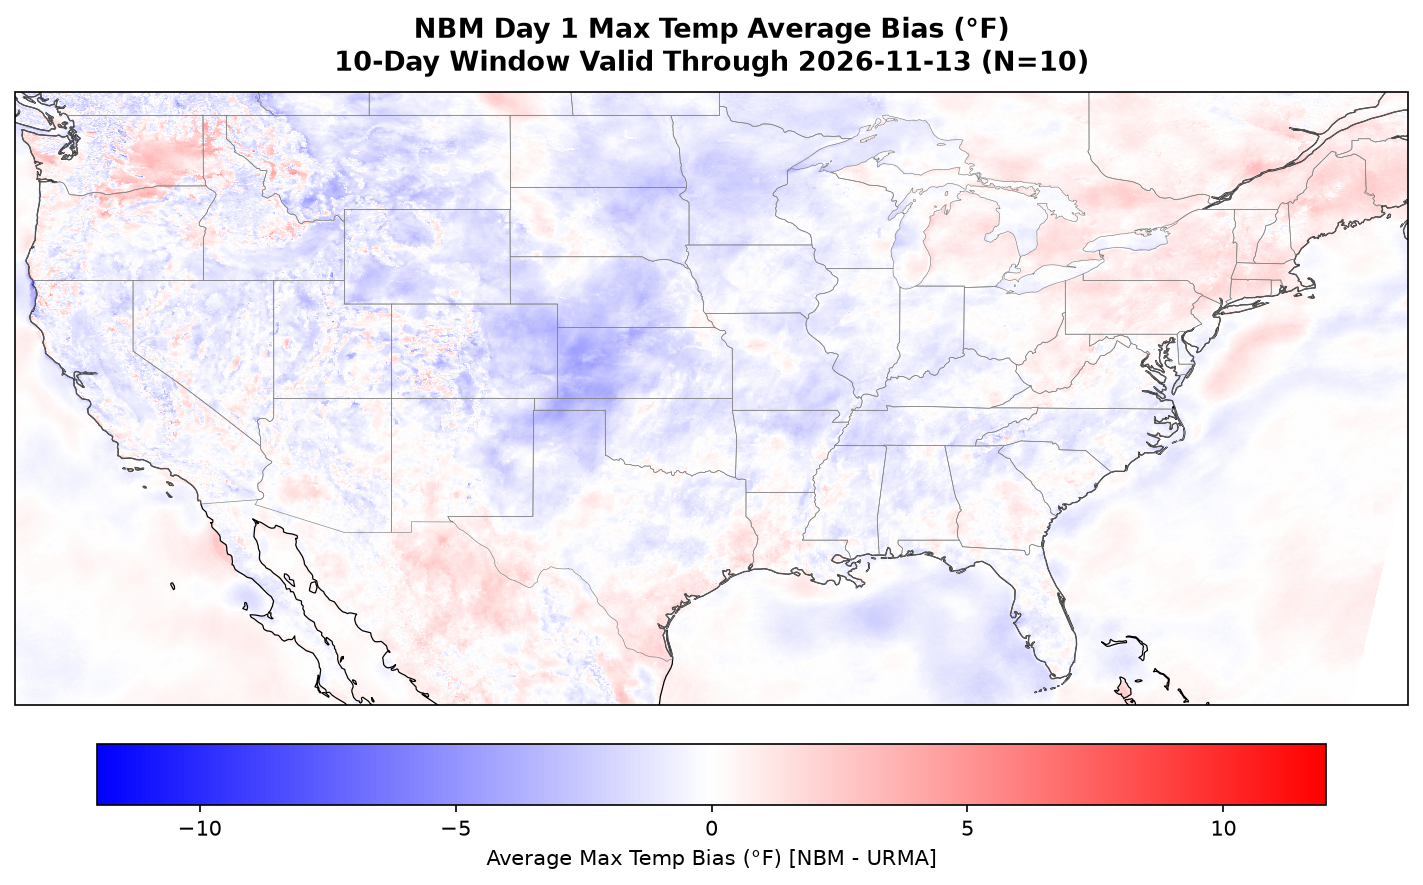 NBM Day 1 Max Temp Average Bias (°F)
10-Day Window Valid Through 2026-11-13 (N=10)
−10 −5 0 5 10
Average Max Temp Bias (°F) [NBM - URMA]